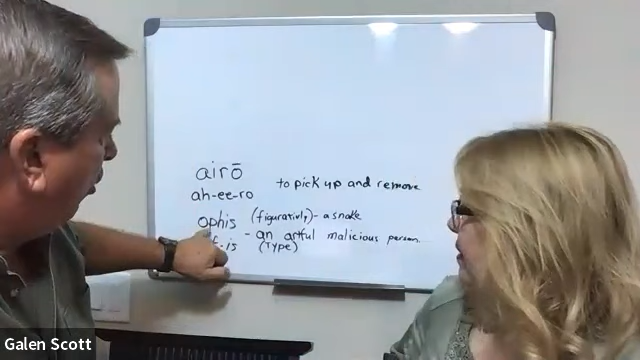 airō
ah-ee-ro to pick up and remove
ophis (figuratively)- a snake
f.is - an artful malicious person
(Type)
Galen Scott